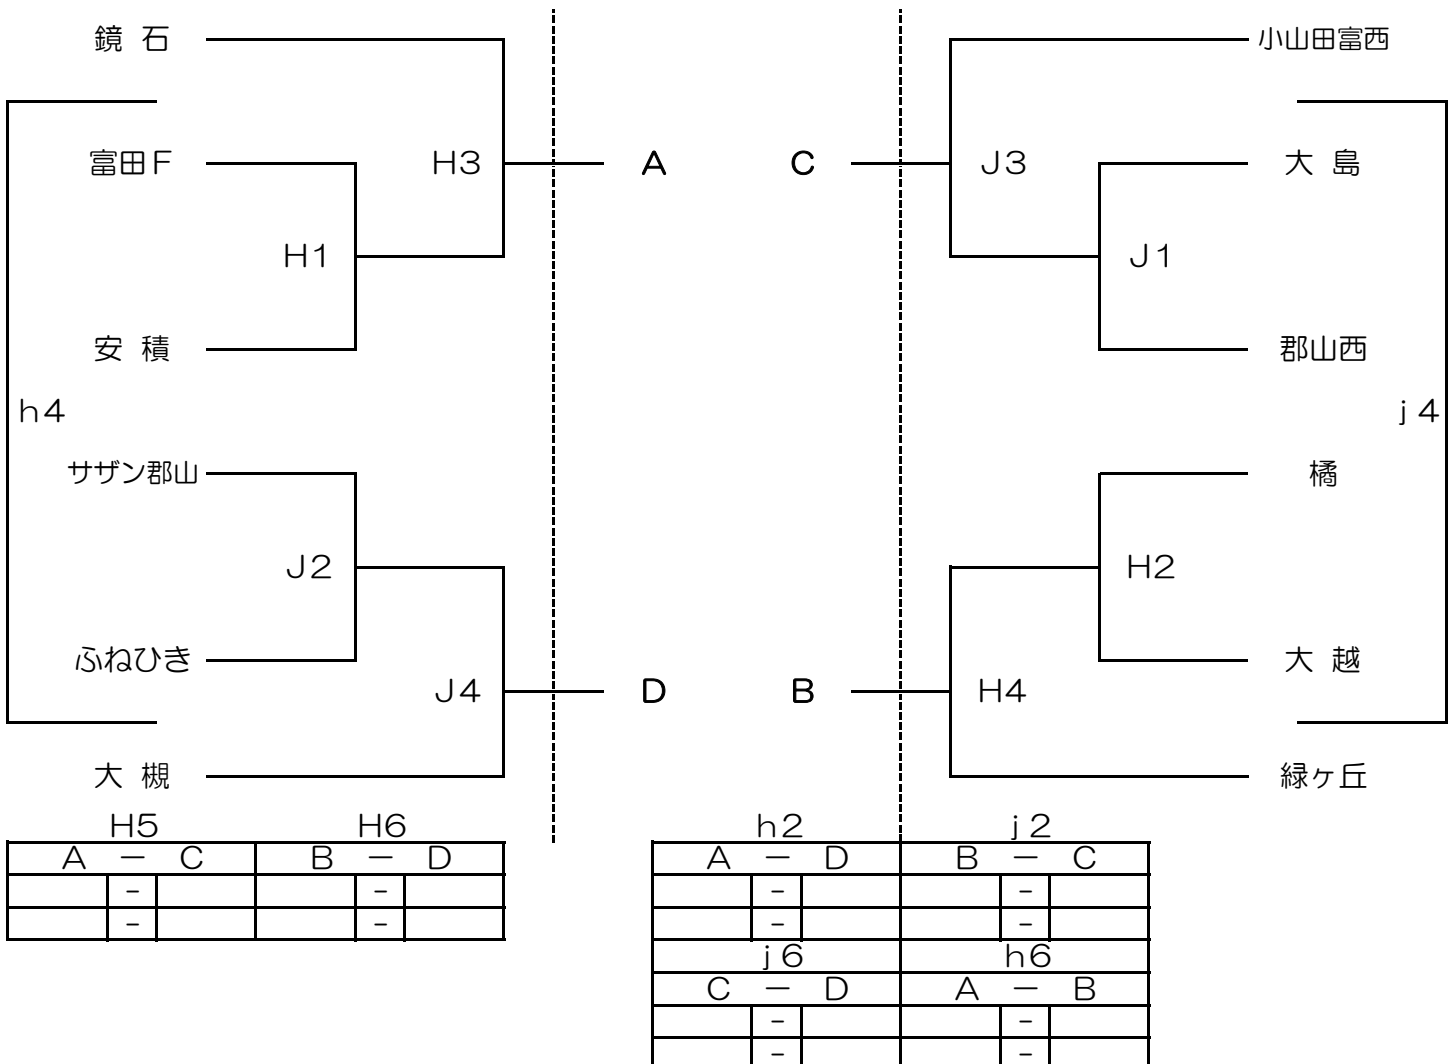 鏡 石
小山田富西
富田Ｆ
Ｈ３
Ａ
Ｃ
Ｊ３
大 島
Ｈ１
Ｊ１
安 積
郡山西
ｈ４
ｊ４
サザン郡山
橘
Ｊ２
Ｈ２
ふねひき
大 越
Ｊ４
Ｄ
Ｂ
Ｈ４
大 槻
緑ヶ丘
Ｈ５ Ｈ６
Ａ － Ｃ Ｂ － Ｄ
- -
- -
ｈ２ ｊ２
Ａ － Ｄ Ｂ － Ｃ
- -
- -
ｊ６ ｈ６
Ｃ － Ｄ Ａ － Ｂ
- -
- -